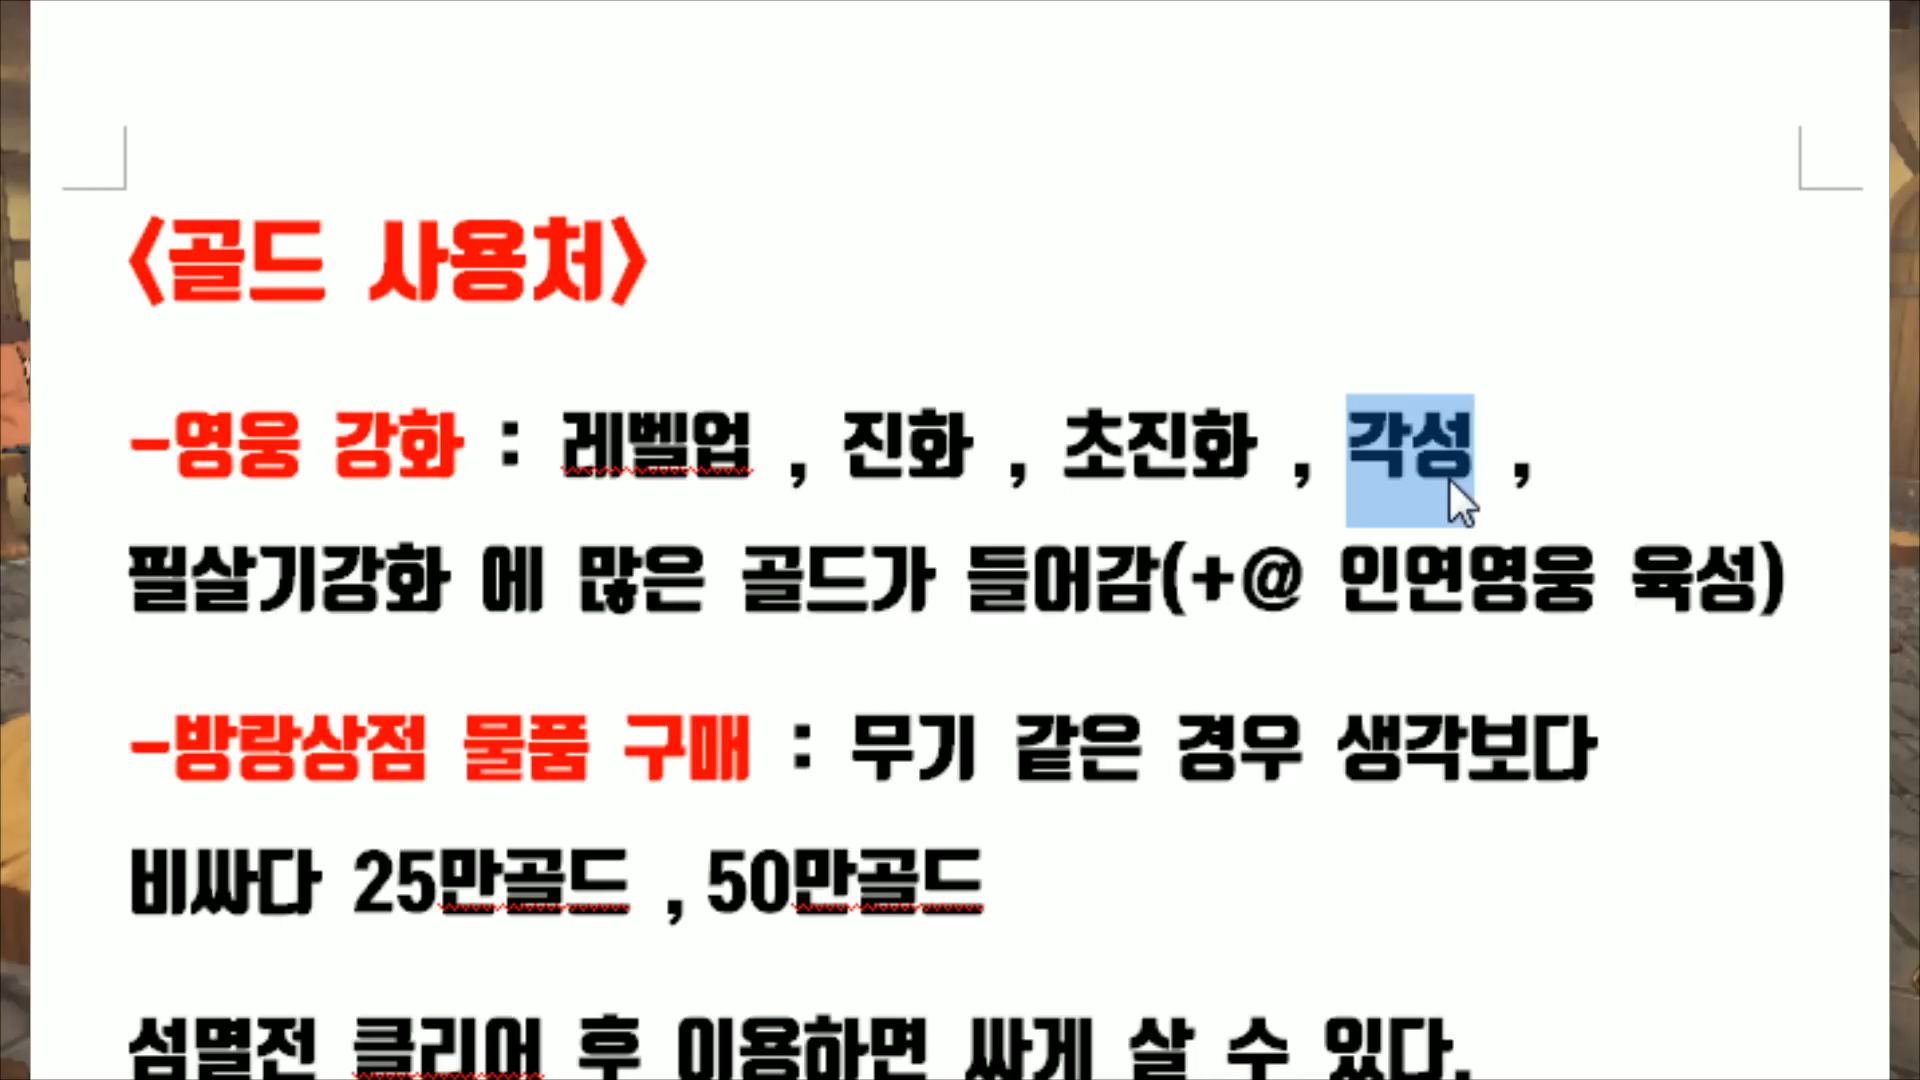 <골드 사용처>
-영웅 강화 : 레벨업 , 진화 , 초진화 , 각성 ,
필살기강화 에 많은 골드가 들어감(+@ 인연영웅 육성)
-방랑상점 물품 구매 : 무기 같은 경우 생각보다
비싸다 25만골드 , 50만골드
섬멸전 클리어 후 이용하면 싸게 살 수 있다.